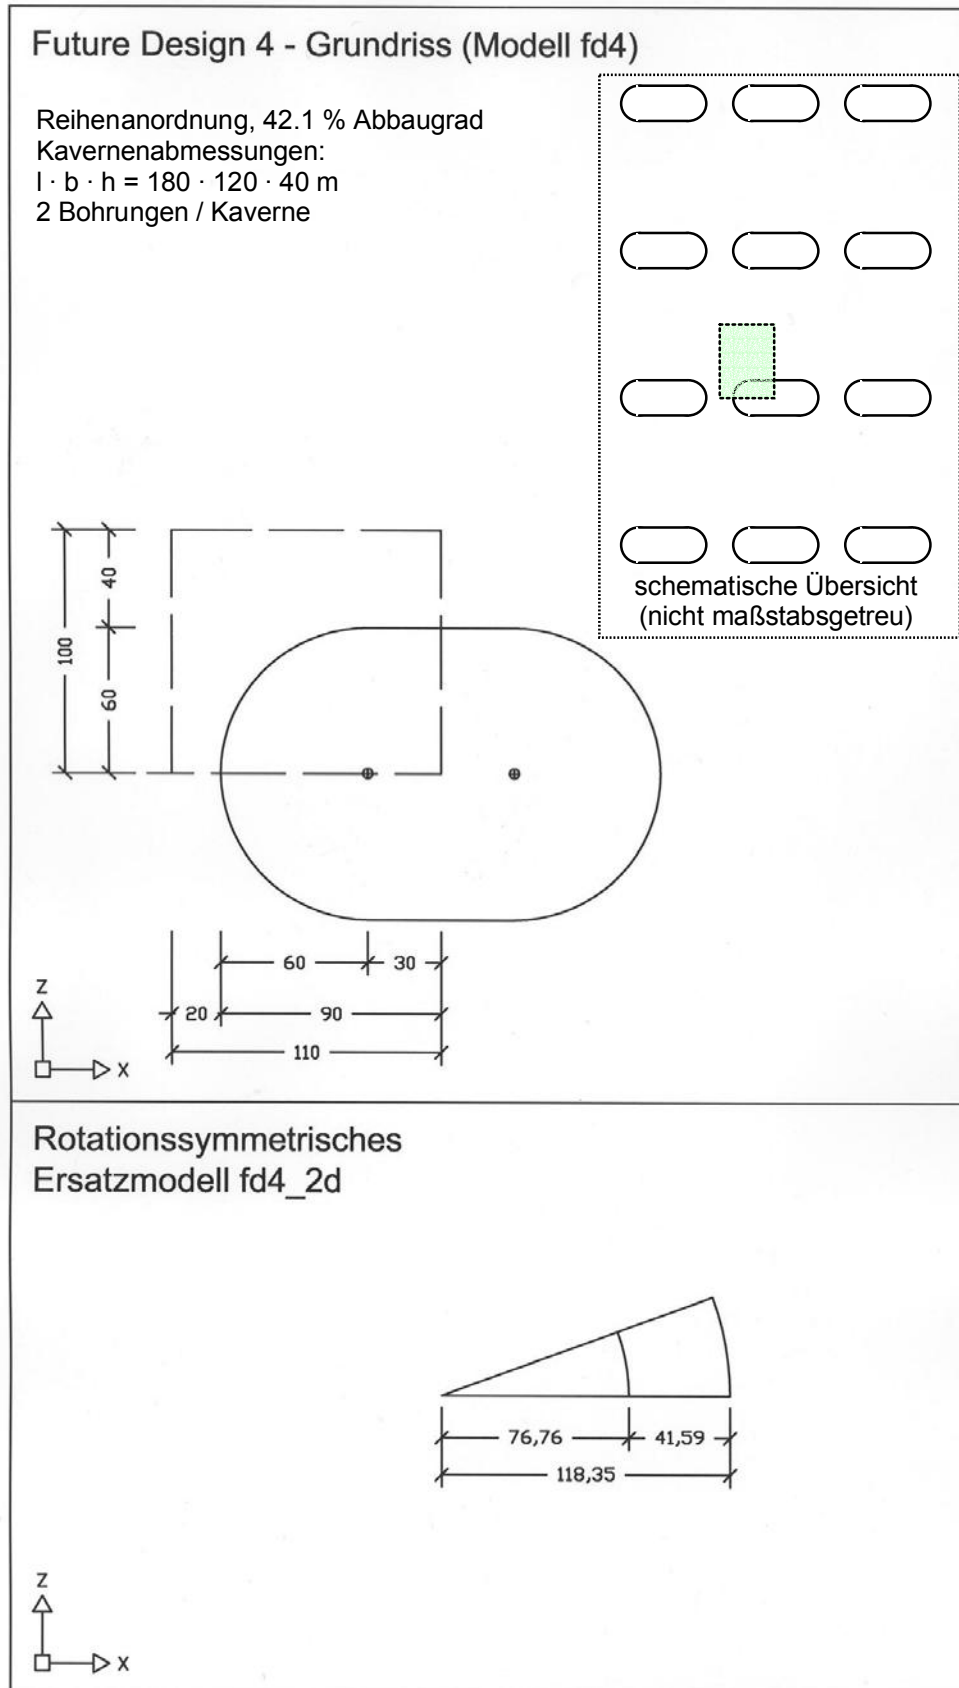 Future Design 4 - Grundriss (Modell fd4)
Reihenanordnung, 42.1 % Abbaugrad
Kavernenabmessungen:
l · b · h = 180 · 120 · 40 m
2 Bohrungen / Kaverne
schematische Übersicht
(nicht maßstabsgetreu)
40
100
60
60
30
20
90
110
Z
X
Rotationssymmetrisches
Ersatzmodell fd4_2d
76,76
41,59
118,35
Z
X